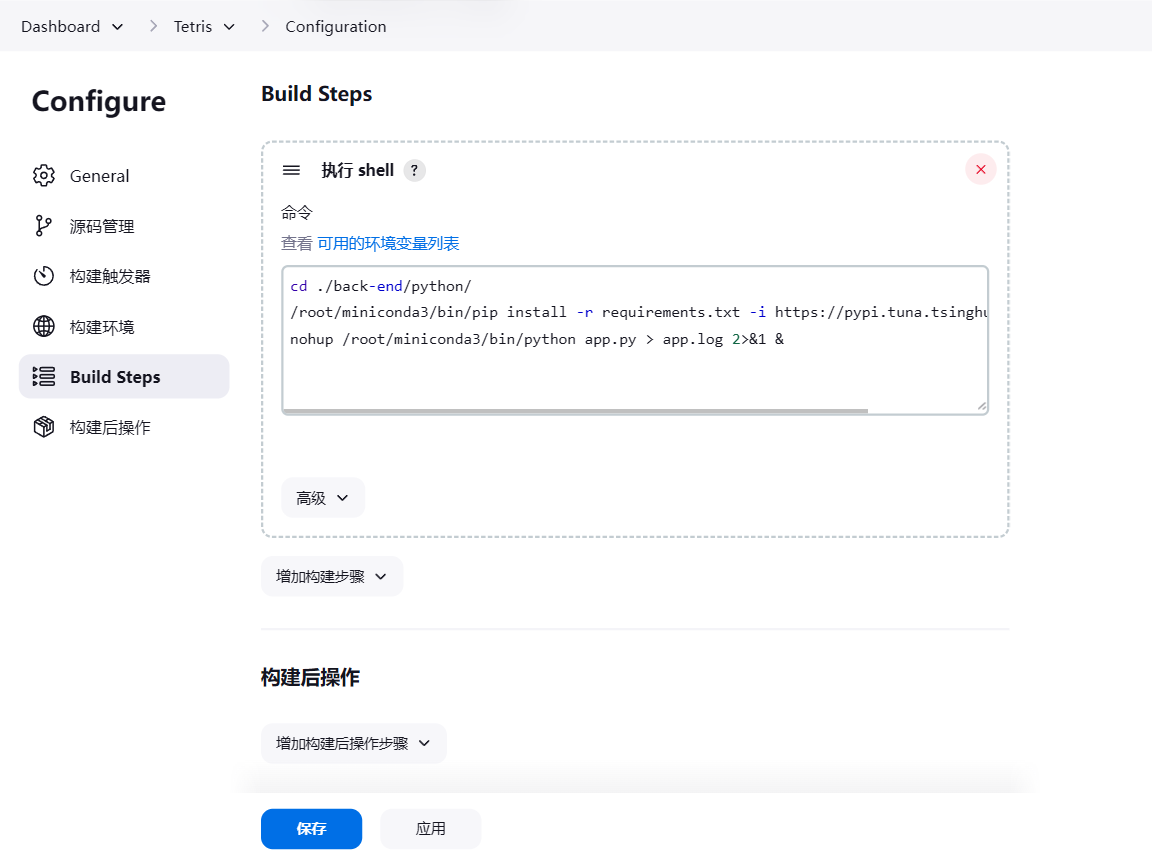 Dashboard
Tetris
Configuration
Configure
General
源码管理
构建触发器
构建环境
Build Steps
构建后操作
Build Steps
执行 shell ?
命令
查看 可用的环境变量列表
cd ./back-end/python/
/root/miniconda3/bin/pip install -r requirements.txt -i https://pypi.tuna.tsinghu
nohup /root/miniconda3/bin/python app.py > app.log 2>&1 &
高级
增加构建步骤
构建后操作
增加构建后操作步骤
保存
应用